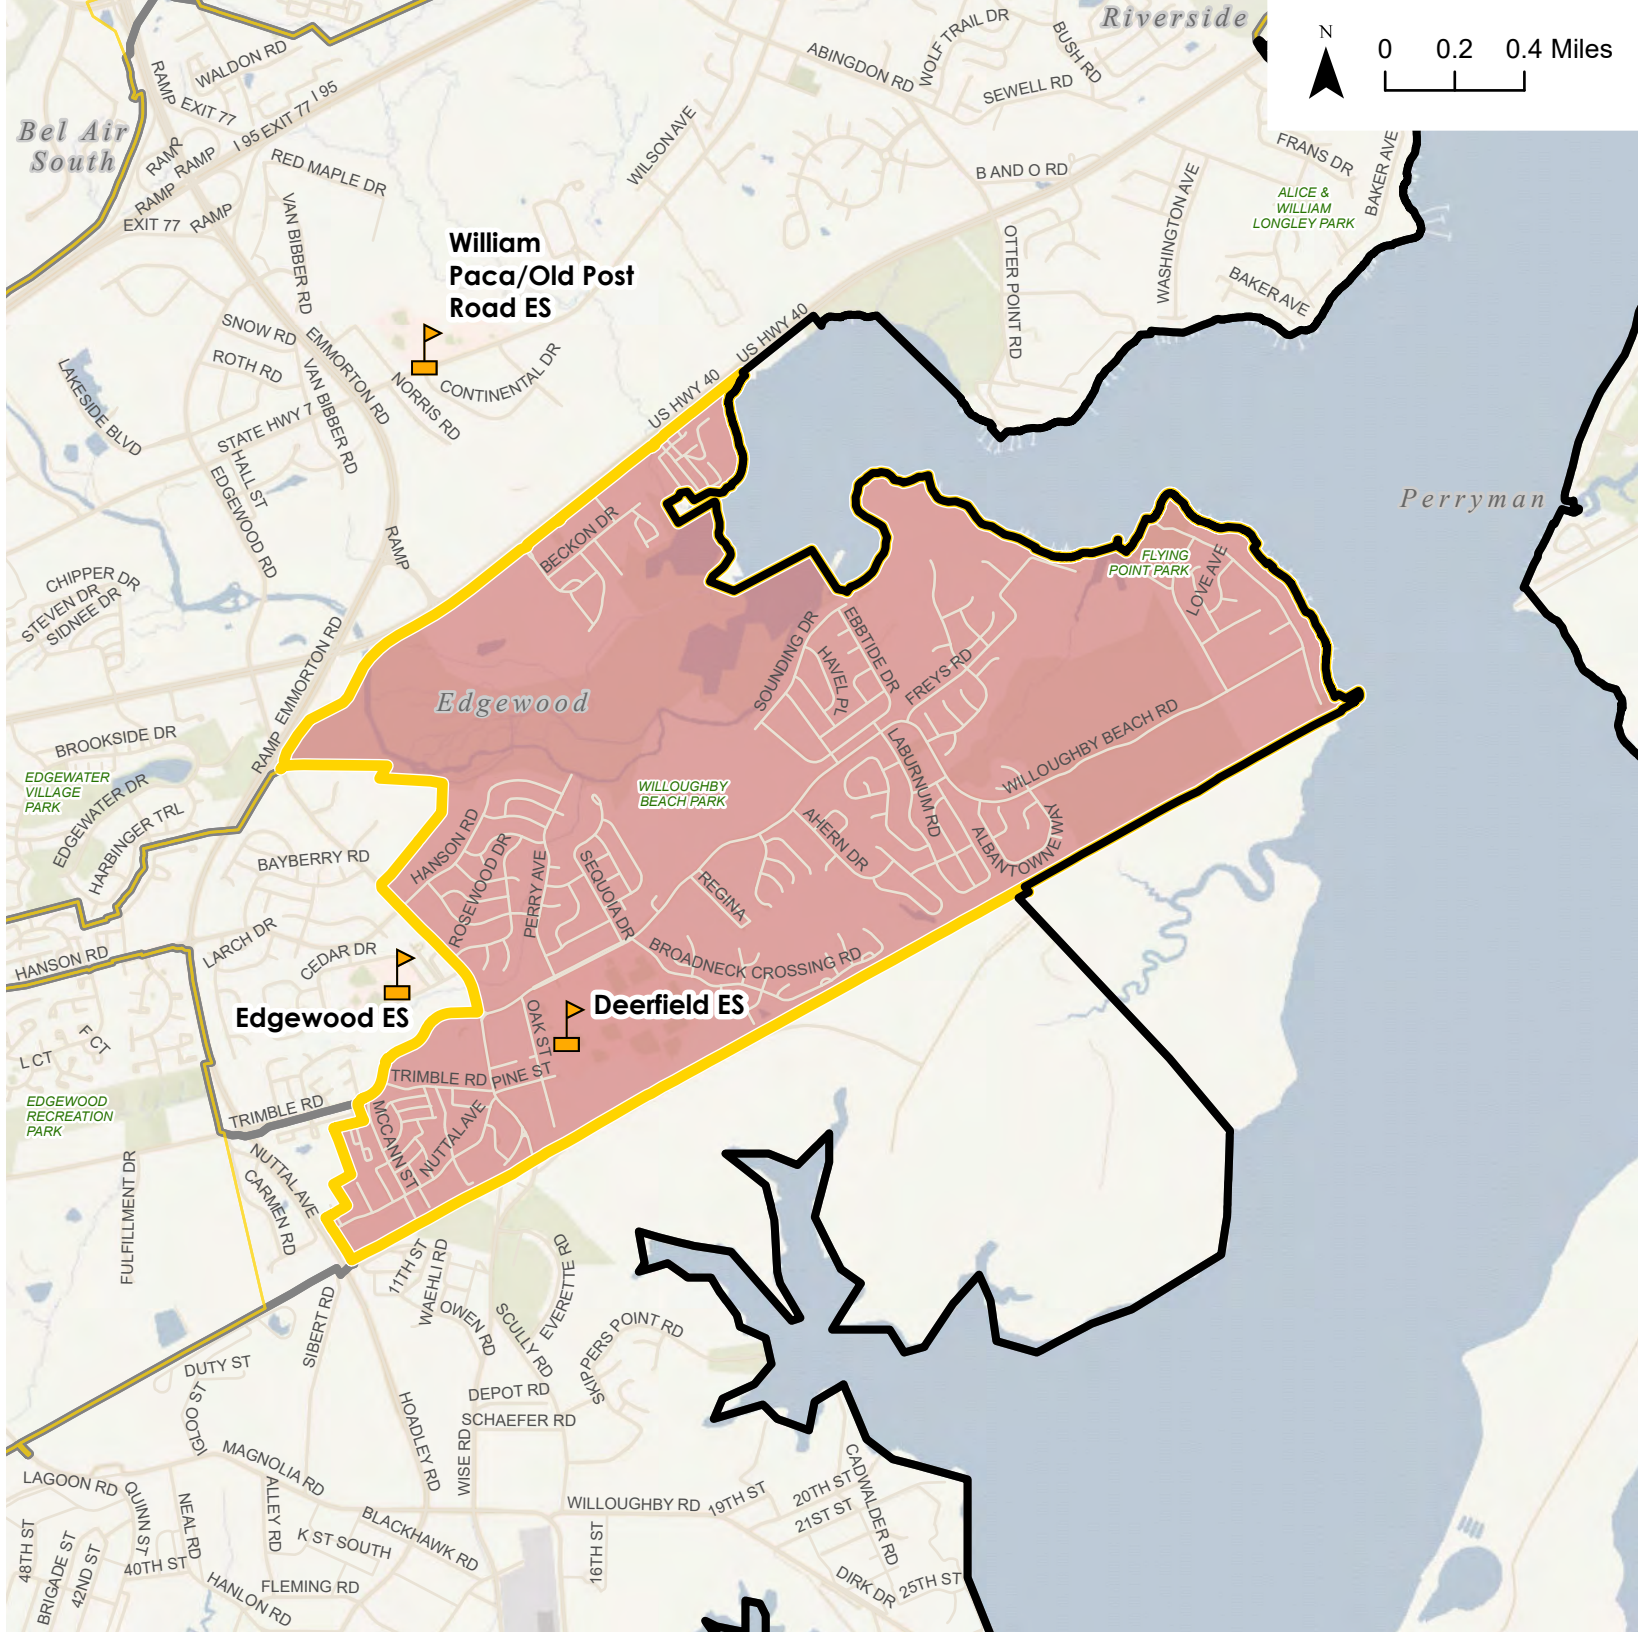 Riverside
N
0 0.2 0.4 Miles
WALDON RD
RAMP
EXIT 77
I 95 EXIT 77 I 95
ABINGDON RD
WOLF TRAIL DR
BUSH RD
SEWELL RD
Bel Air
South
RAMP
RAMP
RAMP
EXIT 77
RAMP
RED MAPLE DR
WILSON AVE
B AND O RD
FRANS DR
BAKER AVE
ALICE &
WILLIAM
LONGLEY PARK
WASHINGTON AVE
BAKER AVE
OTTER POINT RD
VAN BIBBER RD
William
Paca/Old Post
Road ES
SNOW RD
ROTH RD
EMMORTON RD
VAN BIBBER RD
NORRIS RD
CONTINENTAL DR
US HWY 40
US HWY 40
LAKESIDE BLVD
STATE HWY 7
HALL ST
EDGEWOOD RD
RAMP
Perryman
BECKON DR
CHIPPER DR
STEVEN DR
SIDNEE DR
FLYING
POINT PARK
LOVE AVE
EMMORTON RD
RAMP
Edgewood
SOUNDING DR
HAVEL PL
EBBTIDE DR
FREYS RD
BROOKSIDE DR
LABURNUM RD
WILLOUGHBY BEACH RD
EDGEWATER
VILLAGE
PARK
EDGEWATER DR
HARBINGER TRL
WILLOUGHBY
BEACH PARK
HANSON RD
ROSEWOOD DR
PERRY AVE
SEQUOIA DR
AHERN DR
ALBANTOWNE WAY
REGINA
BAYBERRY RD
LARCH DR
CEDAR DR
HANSON RD
BROADNECK CROSSING RD
Edgewood ES
Deerfield ES
OAK ST
L CT
F CT
TRIMBLE RD
PINE ST
EDGEWOOD
RECREATION
PARK
TRIMBLE RD
MCCANN ST
NUTTAL AVE
NUTTAL AVE
CARMEN RD
FULFILLMENT DR
11TH ST
WAEHLI RD
OWEN RD
SCULLY RD
EVERETTE RD
SKIPPERS POINT RD
SIBERT RD
DUTY ST
IGLOO ST
DEPOT RD
SCHAEFER RD
HOADLEY RD
WISE RD
MAGNOLIA RD
LAGOON RD
QUINN ST
NEAL RD
ALLEY RD
BLACKHAWK RD
K ST SOUTH
WILLOUGHBY RD
19TH ST
20TH ST
21ST ST
CADWALDER RD
16TH ST
48TH ST
BRIGADE ST
42ND ST
40TH ST
HANLON RD
FLEMING RD
DIRK DR
25TH ST